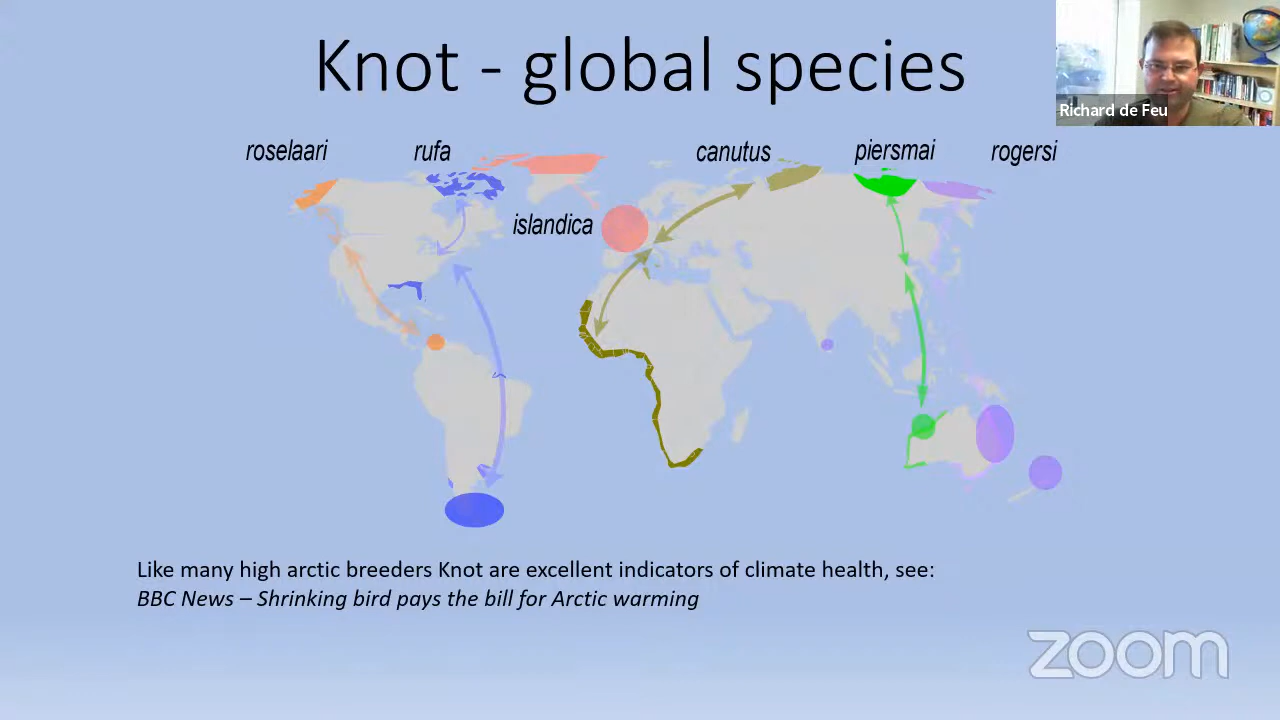 Knot - global species
Richard de Feu
roselaari
rufa
canutus
piersmai
rogersi
islandica
Like many high arctic breeders Knot are excellent indicators of climate health, see:
BBC News – Shrinking bird pays the bill for Arctic warming
zoom